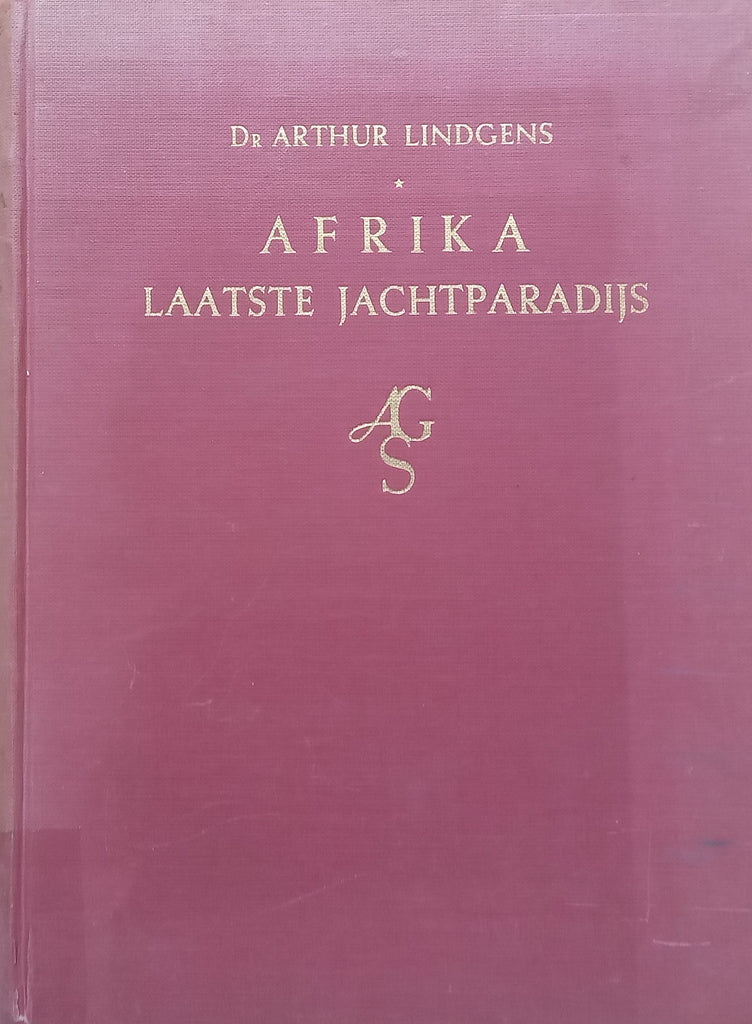 Dr ARTHUR LINDGENS
AFRIKA
LAATSTE JACHTPARADIJS
AGS